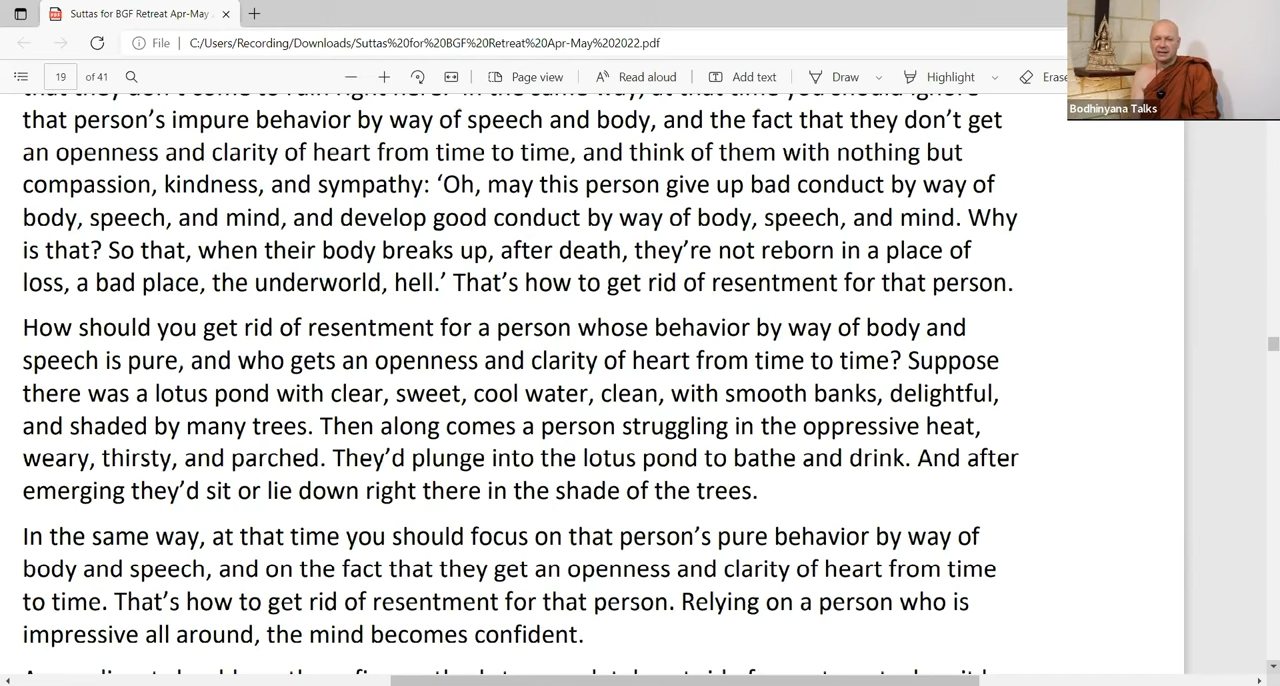 Suttas for BGF Retreat Apr-May
File
C:/Users/Recording/Downloads/Suttas%20for%20BGF%20Retreat%20Apr-May%202022.pdf
19 of 41
Page view
Read aloud
Add text
Draw
Highlight
Erase
Bodhinyana Talks
that person’s impure behavior by way of speech and body, and the fact that they don’t get
an openness and clarity of heart from time to time, and think of them with nothing but
compassion, kindness, and sympathy: ‘Oh, may this person give up bad conduct by way of
body, speech, and mind, and develop good conduct by way of body, speech, and mind. Why
is that? So that, when their body breaks up, after death, they’re not reborn in a place of
loss, a bad place, the underworld, hell.’ That’s how to get rid of resentment for that person.
How should you get rid of resentment for a person whose behavior by way of body and
speech is pure, and who gets an openness and clarity of heart from time to time? Suppose
there was a lotus pond with clear, sweet, cool water, clean, with smooth banks, delightful,
and shaded by many trees. Then along comes a person struggling in the oppressive heat,
weary, thirsty, and parched. They’d plunge into the lotus pond to bathe and drink. And after
emerging they’d sit or lie down right there in the shade of the trees.
In the same way, at that time you should focus on that person’s pure behavior by way of
body and speech, and on the fact that they get an openness and clarity of heart from time
to time. That’s how to get rid of resentment for that person. Relying on a person who is
impressive all around, the mind becomes confident.